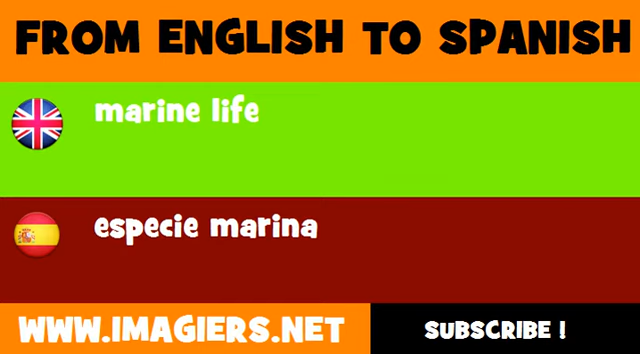 FROM ENGLISH TO SPANISH
marine life
especie marina
WWW.IMAGIERS.NET
SUBSCRIBE !